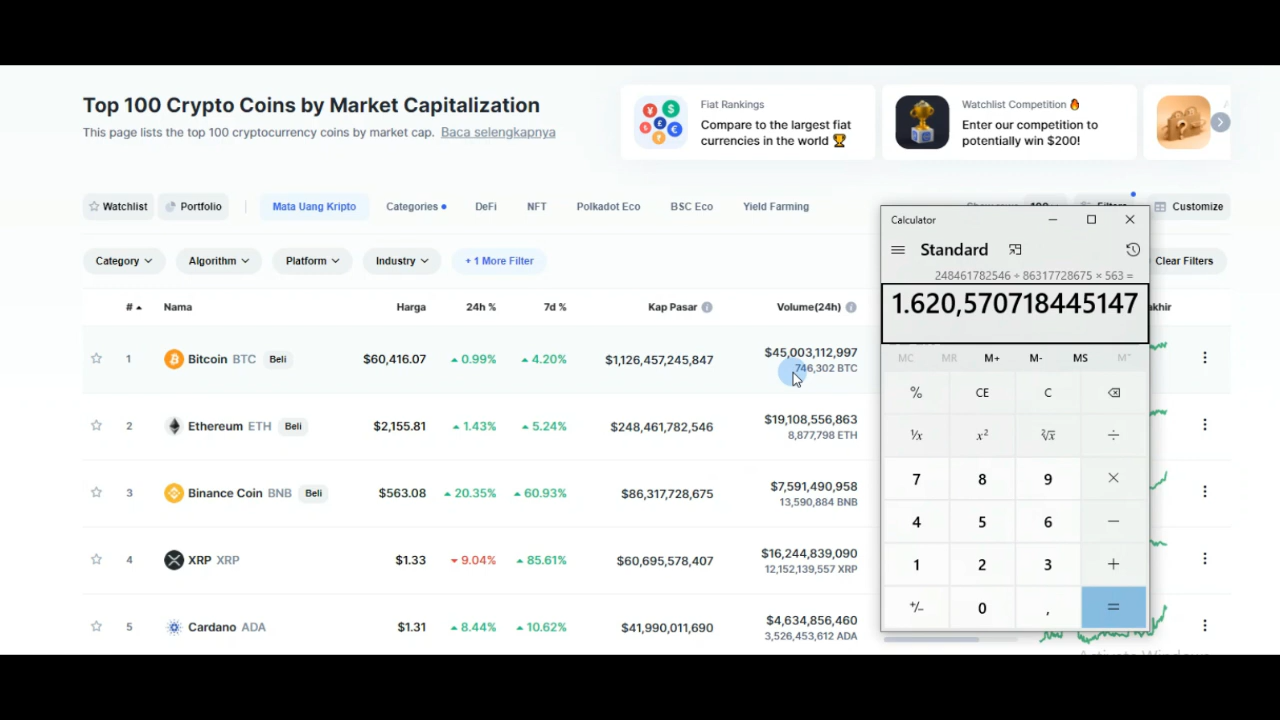 Top 100 Crypto Coins by Market Capitalization
This page lists the top 100 cryptocurrency coins by market cap. Baca selengkapnya
Fiat Rankings
Compare to the largest fiat
currencies in the world
Watchlist Competition
Enter our competition to
potentially win $200!
Watchlist Portfolio Mata Uang Kripto Categories DeFi NFT Polkadot Eco BSC Eco Yield Farming Customize
Category Algorithm Platform Industry + 1 More Filter Clear Filters
# Nama Harga 24h % 7d % Kap Pasar Volume(24h)
1 Bitcoin BTC Beli $60,416.07 0.99% 4.20% $1,126,457,245,847 $45,003,112,997
746,302 BTC
2 Ethereum ETH Beli $2,155.81 1.43% 5.24% $248,461,782,546 $19,108,556,863
8,877,798 ETH
3 Binance Coin BNB Beli $563.08 20.35% 60.93% $86,317,728,675 $7,591,490,958
13,590,884 BNB
4 XRP XRP $1.33 9.04% 85.61% $60,695,578,407 $16,244,839,090
12,152,139,557 XRP
5 Cardano ADA $1.31 8.44% 10.62% $41,990,011,690 $4,634,856,460
3,526,453,612 ADA
Calculator
Standard
248461782546 ÷ 86317728675 × 563 =
1.620,570718445147
MC MR M+ M- MS M˅
% CE C
¹/x x² ²√x ÷
7 8 9 ×
4 5 6 −
1 2 3 +
+/− 0 , =